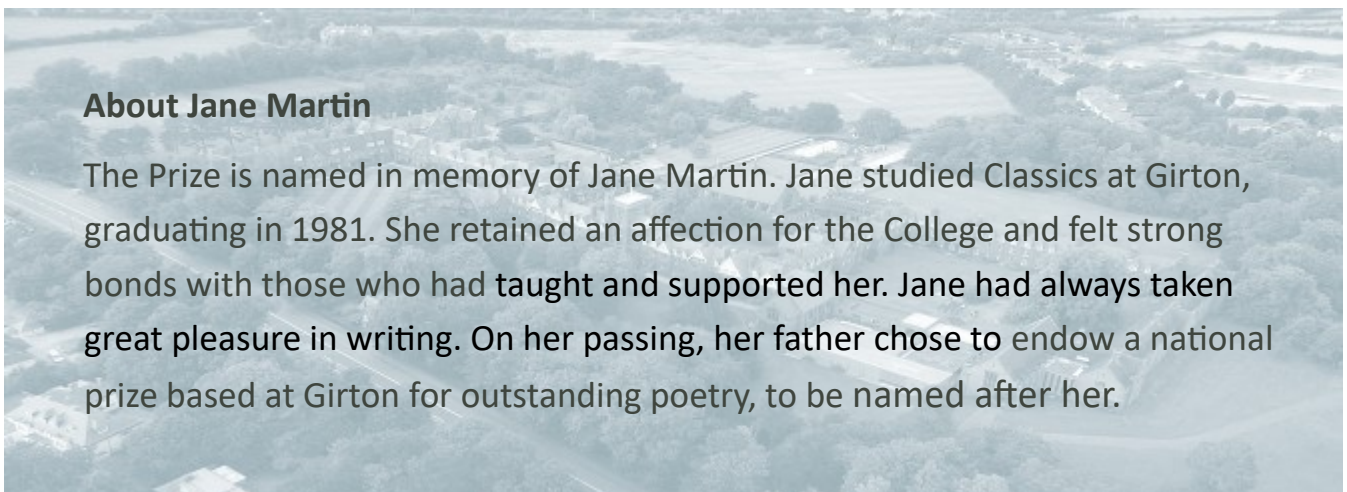 About Jane Martin
The Prize is named in memory of Jane Martin. Jane studied Classics at Girton,
graduating in 1981. She retained an affection for the College and felt strong
bonds with those who had taught and supported her. Jane had always taken
great pleasure in writing. On her passing, her father chose to endow a national
prize based at Girton for outstanding poetry, to be named after her.